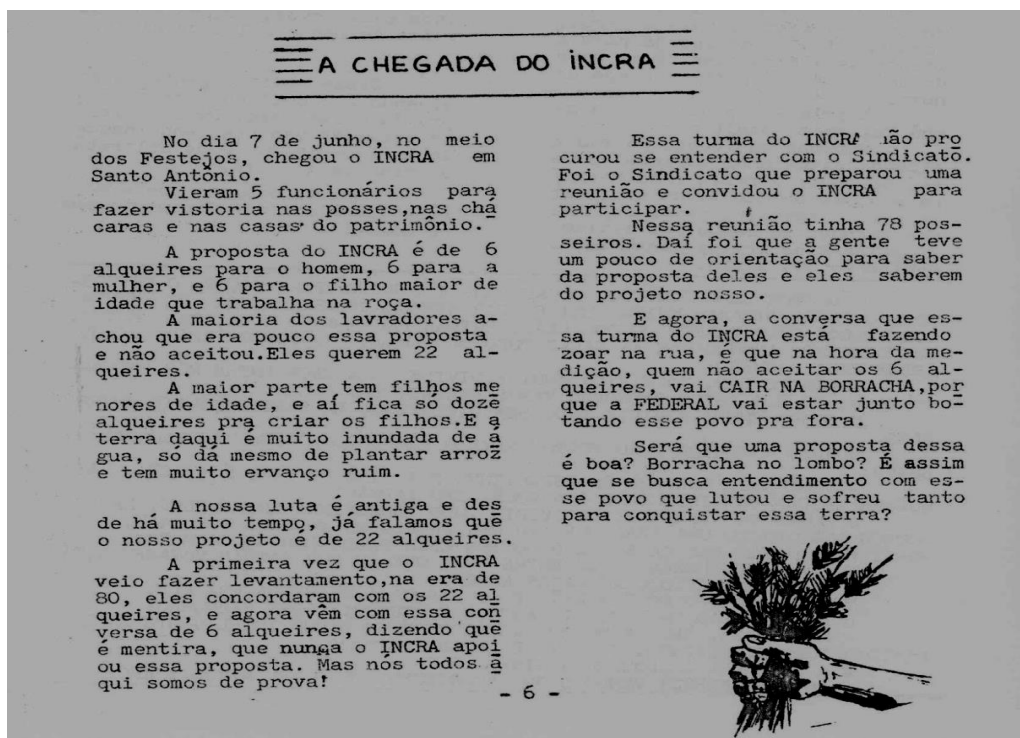 A CHEGADA DO INCRA
No dia 7 de junho, no meio
dos Festejos, chegou o INCRA em
Santo Antônio.
Vieram 5 funcionários para
fazer vistoria nas posses,nas chá
caras e nas casas do patrimônio.
A proposta do INCRA é de 6
alqueires para o homem, 6 para a
mulher, e 6 para o filho maior de
idade que trabalha na roça.
A maioria dos lavradores a-
chou que era pouco essa proposta
e não aceitou.Eles querem 22 al-
queires.
A maior parte tem filhos me
nores de idade, e aí fica só doze
alqueires pra criar os filhos.E a
terra daqui é muito inundada de á
gua, só dá mesmo de plantar arroz
e tem muito ervanço ruim.
A nossa luta é antiga e des
de há muito tempo, já falamos que
o nosso projeto é de 22 alqueires.
A primeira vez que o INCRA
veio fazer levantamento,na era de
80, eles concordaram com os 22 al
queires, e agora vêm com essa con
versa de 6 alqueires, dizendo que
é mentira, que nunca o INCRA apoi
ou essa proposta. Mas nós todos a
qui somos de prova!
Essa turma do INCRA não pro
curou se entender com o Sindicato.
Foi o Sindicato que preparou uma
reunião e convidou o INCRA para
participar.
Nessa reunião tinha 78 pos-
seiros. Daí foi que a gente teve
um pouco de orientação para saber
da proposta deles e eles saberem
do projeto nosso.
E agora, a conversa que es-
sa turma do INCRA está fazendo
zoar na rua, é que na hora da me-
dição, quem não aceitar os 6 al-
queires, vai CAIR NA BORRACHA,por
que a FEDERAL vai estar junto bo-
tando esse povo pra fora.
Será que uma proposta dessa
é boa? Borracha no lombo? É assim
que se busca entendimento com es-
se povo que lutou e sofreu tanto
para conquistar essa terra?
- 6 -